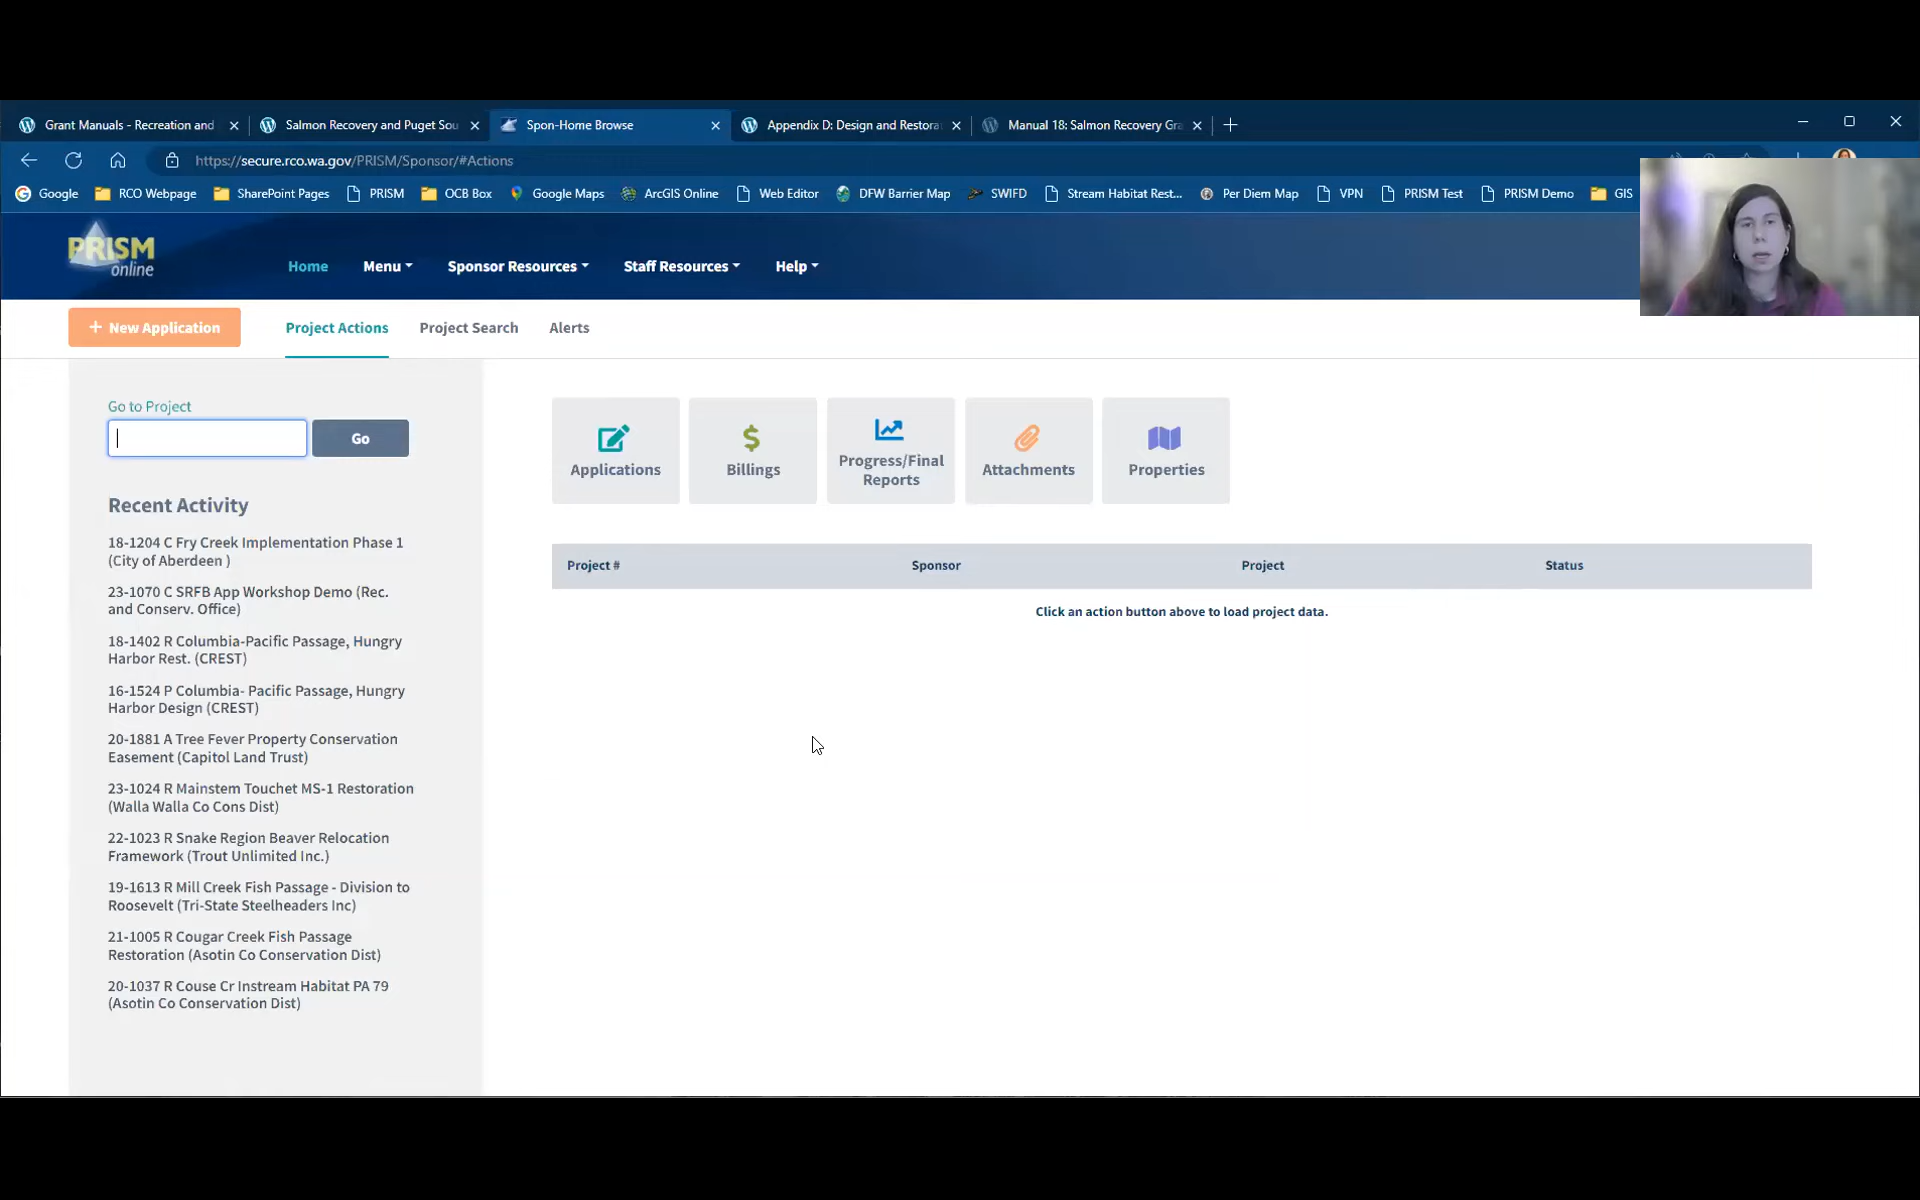 Grant Manuals - Recreation and
Salmon Recovery and Puget Sou
Spon-Home Browse
Appendix D: Design and Restora
Manual 18: Salmon Recovery Gra
https://secure.rco.wa.gov/PRISM/Sponsor/#Actions
Google
RCO Webpage
SharePoint Pages
PRISM
OCB Box
Google Maps
ArcGIS Online
Web Editor
DFW Barrier Map
SWIFD
Stream Habitat Rest...
Per Diem Map
VPN
PRISM Test
PRISM Demo
GIS
PRISM
online
Home
Menu
Sponsor Resources
Staff Resources
Help
+ New Application
Project Actions
Project Search
Alerts
Go to Project
Go
Recent Activity
18-1204 C Fry Creek Implementation Phase 1
(City of Aberdeen )
23-1070 C SRFB App Workshop Demo (Rec.
and Conserv. Office)
18-1402 R Columbia-Pacific Passage, Hungry
Harbor Rest. (CREST)
16-1524 P Columbia- Pacific Passage, Hungry
Harbor Design (CREST)
20-1881 A Tree Fever Property Conservation
Easement (Capitol Land Trust)
23-1024 R Mainstem Touchet MS-1 Restoration
(Walla Walla Co Cons Dist)
22-1023 R Snake Region Beaver Relocation
Framework (Trout Unlimited Inc.)
19-1613 R Mill Creek Fish Passage - Division to
Roosevelt (Tri-State Steelheaders Inc)
21-1005 R Cougar Creek Fish Passage
Restoration (Asotin Co Conservation Dist)
20-1037 R Couse Cr Instream Habitat PA 79
(Asotin Co Conservation Dist)
Applications
$
Billings
Progress/Final
Reports
Attachments
Properties
Project #
Sponsor
Project
Status
Click an action button above to load project data.